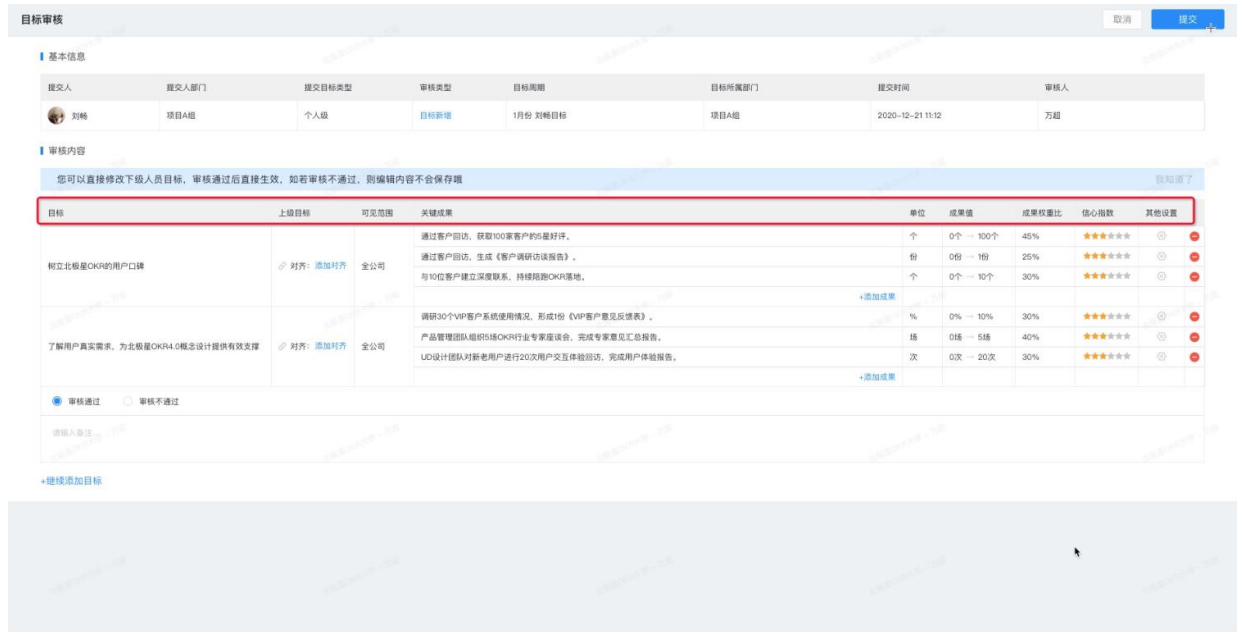 目标审核
取消 提交
基本信息
提交人 提交人部门 提交目标类型 审核类型 目标周期 目标所属部门 提交时间 审核人
刘畅 项目A组 个人级 目标新增 1月份 刘畅目标 项目A组 2020-12-21 11:12 万超
审核内容
您可以直接修改下级人员目标，审核通过后直接生效，如若审核不通过，则编辑内容不会保存哦 我知道了
目标 上级目标 可见范围 关键成果 单位 成果值 成果权重比 信心指数 其他设置
通过客户回访，获取100家客户的5星好评。 个 0个 → 100个 45%
树立北极星OKR的用户口碑 对齐：添加对齐 全公司 通过客户回访，生成《客户调研访谈报告》。 份 0份 → 1份 25%
与10位客户建立深度联系，持续陪跑OKR落地。 个 0个 → 10个 30%
+添加成果
调研30个VIP客户系统使用情况，形成1份《VIP客户意见反馈表》。 % 0% → 10% 30%
了解用户真实需求，为北极星OKR4.0概念设计提供有效支撑 对齐：添加对齐 全公司 产品管理团队组织5场OKR行业专家座谈会，完成专家意见汇总报告。 场 0场 → 5场 40%
UD设计团队对新老用户进行20次用户交互体验回访，完成用户体验报告。 次 0次 → 20次 30%
+添加成果
审核通过 审核不通过
请输入备注...
+继续添加目标